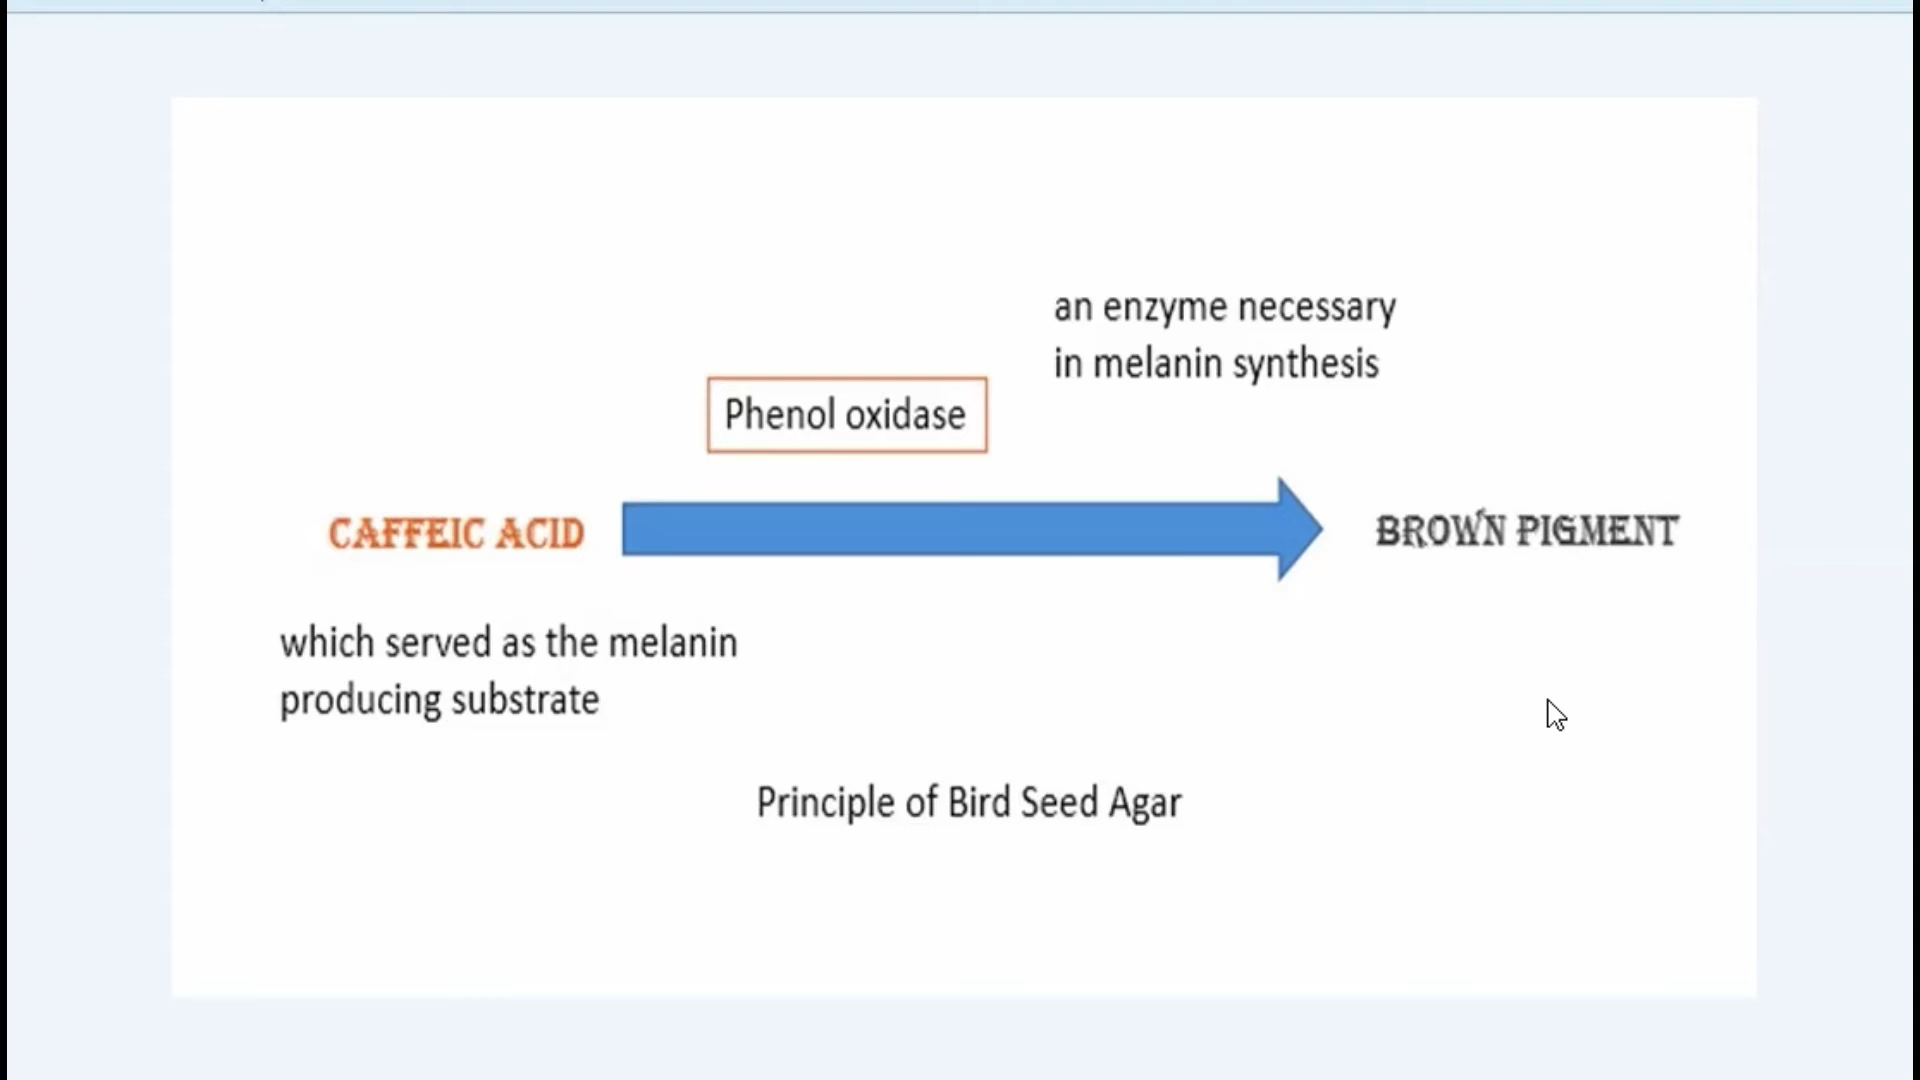 an enzyme necessary
in melanin synthesis
Phenol oxidase
CAFFEIC ACID
BROWN PIGMENT
which served as the melanin
producing substrate
Principle of Bird Seed Agar